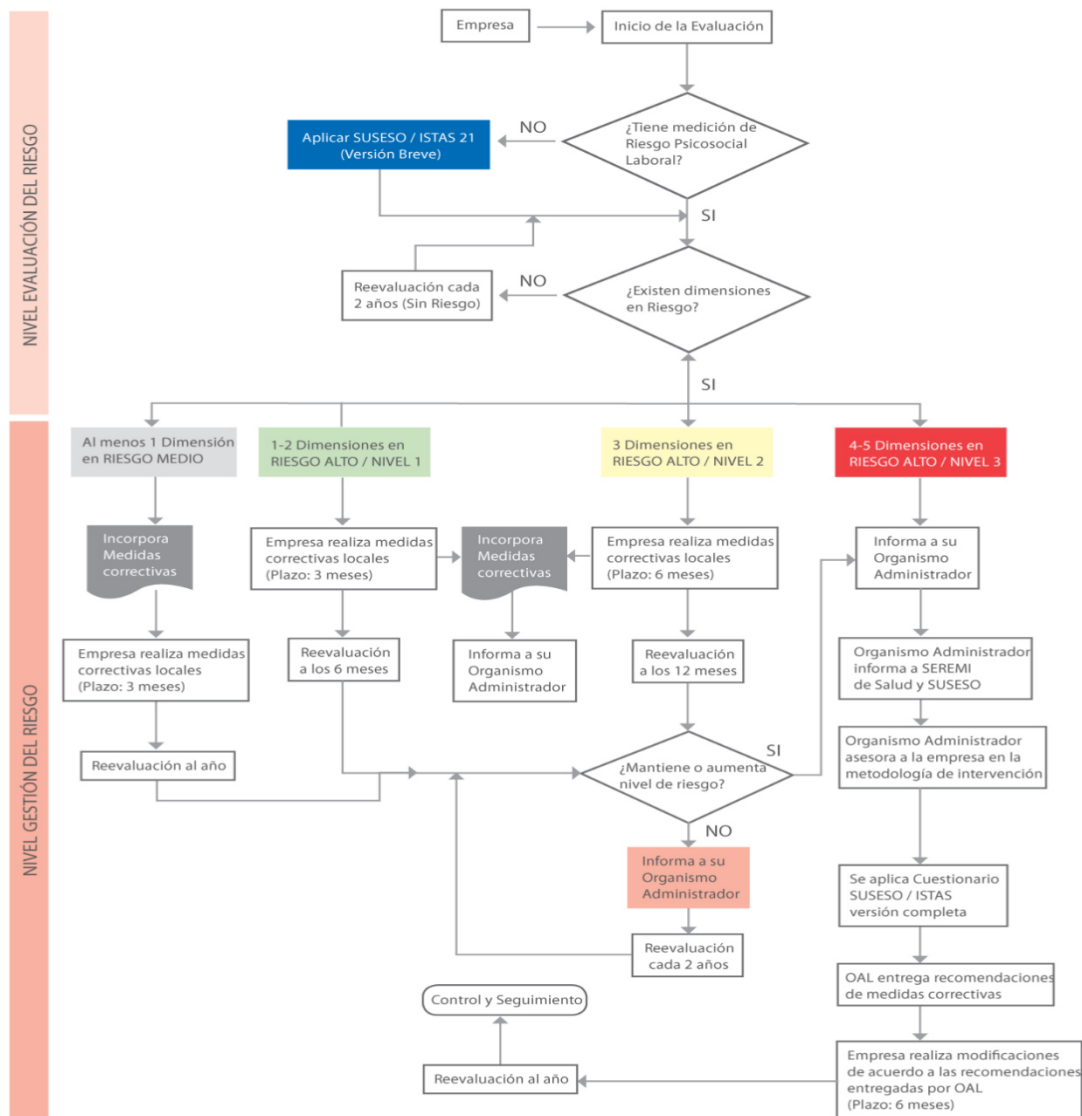 NIVEL EVALUACIÓN DEL RIESGO
Empresa
Inicio de la Evaluación
¿Tiene medición de
Riesgo Psicosocial
Laboral?
NO
Aplicar SUSESO / ISTAS 21
(Versión Breve)
SI
¿Existen dimensiones
en Riesgo?
NO
Reevaluación cada
2 años (Sin Riesgo)
SI
NIVEL GESTIÓN DEL RIESGO
Al menos 1 Dimensión
en RIESGO MEDIO
1-2 Dimensiones en
RIESGO ALTO / NIVEL 1
3 Dimensiones en
RIESGO ALTO / NIVEL 2
4-5 Dimensiones en
RIESGO ALTO / NIVEL 3
Incorpora
Medidas
correctivas
Empresa realiza medidas
correctivas locales
(Plazo: 3 meses)
Incorpora
Medidas
correctivas
Empresa realiza medidas
correctivas locales
(Plazo: 6 meses)
Informa a su
Organismo
Administrador
Empresa realiza medidas
correctivas locales
(Plazo: 3 meses)
Reevaluación
a los 6 meses
Informa a su
Organismo
Administrador
Reevaluación
a los 12 meses
Organismo Administrador
informa a SEREMI
de Salud y SUSESO
Reevaluación al año
¿Mantiene o aumenta
nivel de riesgo?
SI
Organismo Administrador
asesora a la empresa en la
metodología de intervención
NO
Informa a su
Organismo
Administrador
Se aplica Cuestionario
SUSESO / ISTAS
versión completa
Reevaluación
cada 2 años
OAL entrega recomendaciones
de medidas correctivas
Control y Seguimiento
Reevaluación al año
Empresa realiza modificaciones
de acuerdo a las recomendaciones
entregadas por OAL
(Plazo: 6 meses)